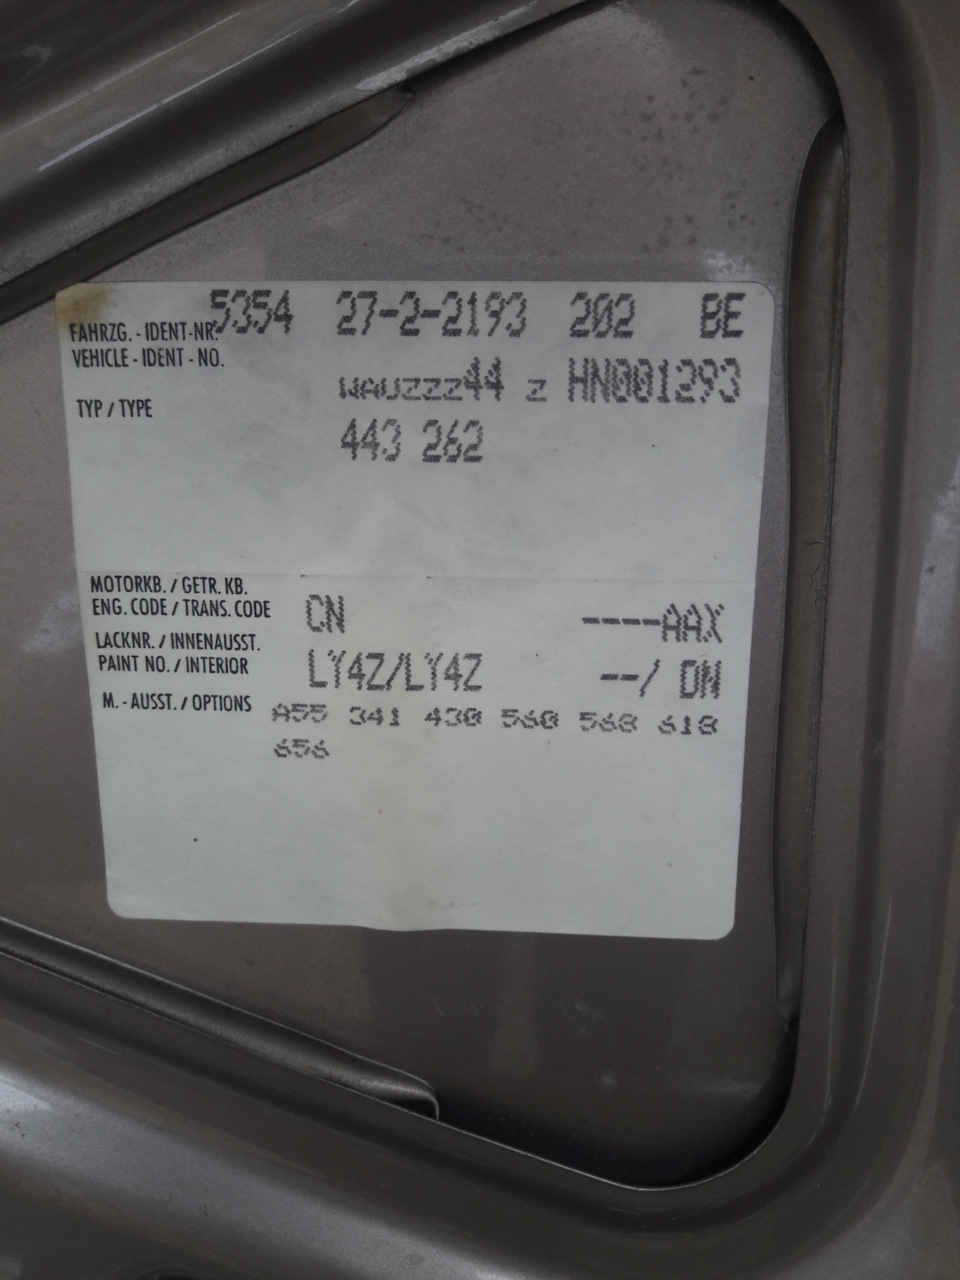 5354 27-2-2193 202 BE
FAHRZG. - IDENT-NR.
VEHICLE - IDENT - NO.
WAUZZZ44 Z HN001293
TYP / TYPE
443 262
MOTORKB. / GETR. KB.
ENG. CODE / TRANS. CODE CN ----AAX
LACKNR. / INNENAUSST.
PAINT NO. / INTERIOR LY4Z/LY4Z --/ DN
M. - AUSST. / OPTIONS
A55 341 430 560 568 618
656